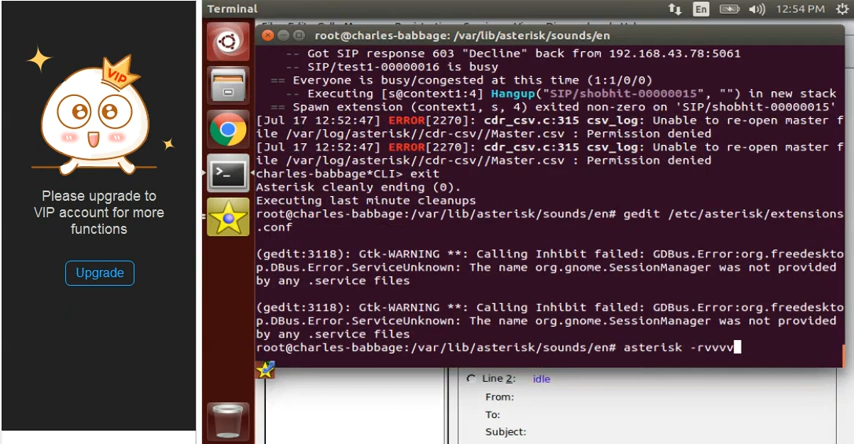 VIP
Please upgrade to
VIP account for more
functions
Upgrade
Terminal
En
12:54 PM
root@charles-babbage: /var/lib/asterisk/sounds/en
-- Got SIP response 603 "Decline" back from 192.168.43.78:5061
-- SIP/test1-00000016 is busy
== Everyone is busy/congested at this time (1:1/0/0)
-- Executing [s@context1:4] Hangup("SIP/shobhit-00000015", "") in new stack
== Spawn extension (context1, s, 4) exited non-zero on 'SIP/shobhit-00000015'
[Jul 17 12:52:47] ERROR[2270]: cdr_csv.c:315 csv_log: Unable to re-open master f
ile /var/log/asterisk//cdr-csv//Master.csv : Permission denied
[Jul 17 12:52:47] ERROR[2270]: cdr_csv.c:315 csv_log: Unable to re-open master f
ile /var/log/asterisk//cdr-csv//Master.csv : Permission denied
charles-babbage*CLI> exit
Asterisk cleanly ending (0).
Executing last minute cleanups
root@charles-babbage:/var/lib/asterisk/sounds/en# gedit /etc/asterisk/extensions
.conf
(gedit:3118): Gtk-WARNING **: Calling Inhibit failed: GDBus.Error:org.freedeskto
p.DBus.Error.ServiceUnknown: The name org.gnome.SessionManager was not provided
by any .service files
(gedit:3118): Gtk-WARNING **: Calling Inhibit failed: GDBus.Error:org.freedeskto
p.DBus.Error.ServiceUnknown: The name org.gnome.SessionManager was not provided
by any .service files
root@charles-babbage:/var/lib/asterisk/sounds/en# asterisk -rvvvv
Line 2: idle
From:
To:
Subject: